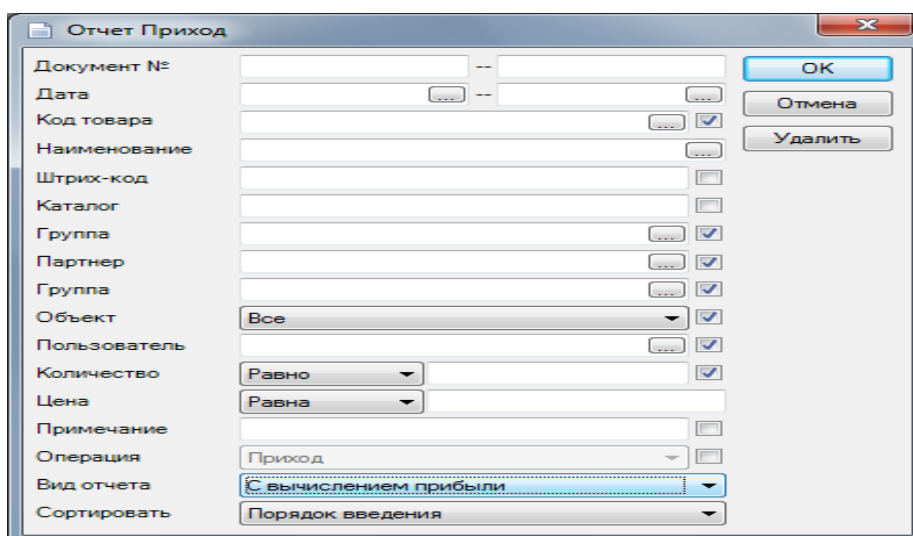 Отчет Приход
Документ № -- OK
Дата ... -- ... Отмена
Код товара ... Удалить
Наименование ...
Штрих-код
Каталог
Группа ...
Партнер ...
Группа ...
Объект Все
Пользователь ...
Количество Равно
Цена Равна
Примечание
Операция Приход
Вид отчета С вычислением прибыли
Сортировать Порядок введения